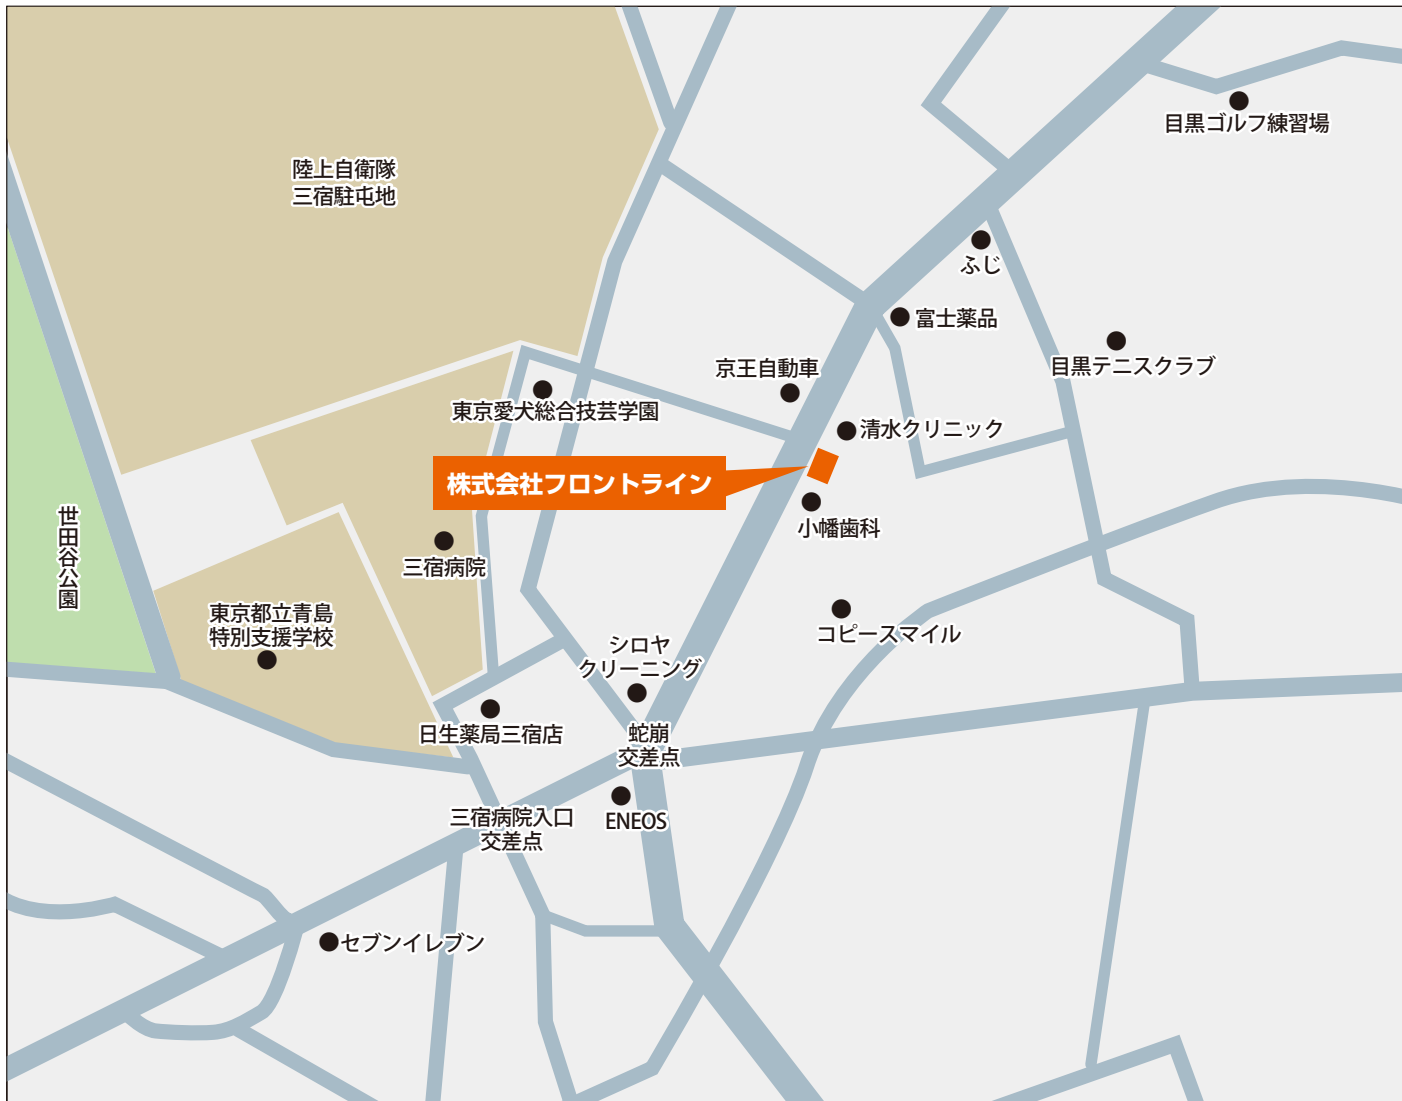 目黒ゴルフ練習場
陸上自衛隊
三宿駐屯地
ふじ
富士薬品
京王自動車
目黒テニスクラブ
東京愛犬総合技芸学園
清水クリニック
株式会社フロントライン
小幡歯科
世田谷公園
三宿病院
東京都立青島
特別支援学校
コピースマイル
シロヤ
クリーニング
日生薬局三宿店
蛇崩
交差点
三宿病院入口
交差点
ENEOS
セブンイレブン